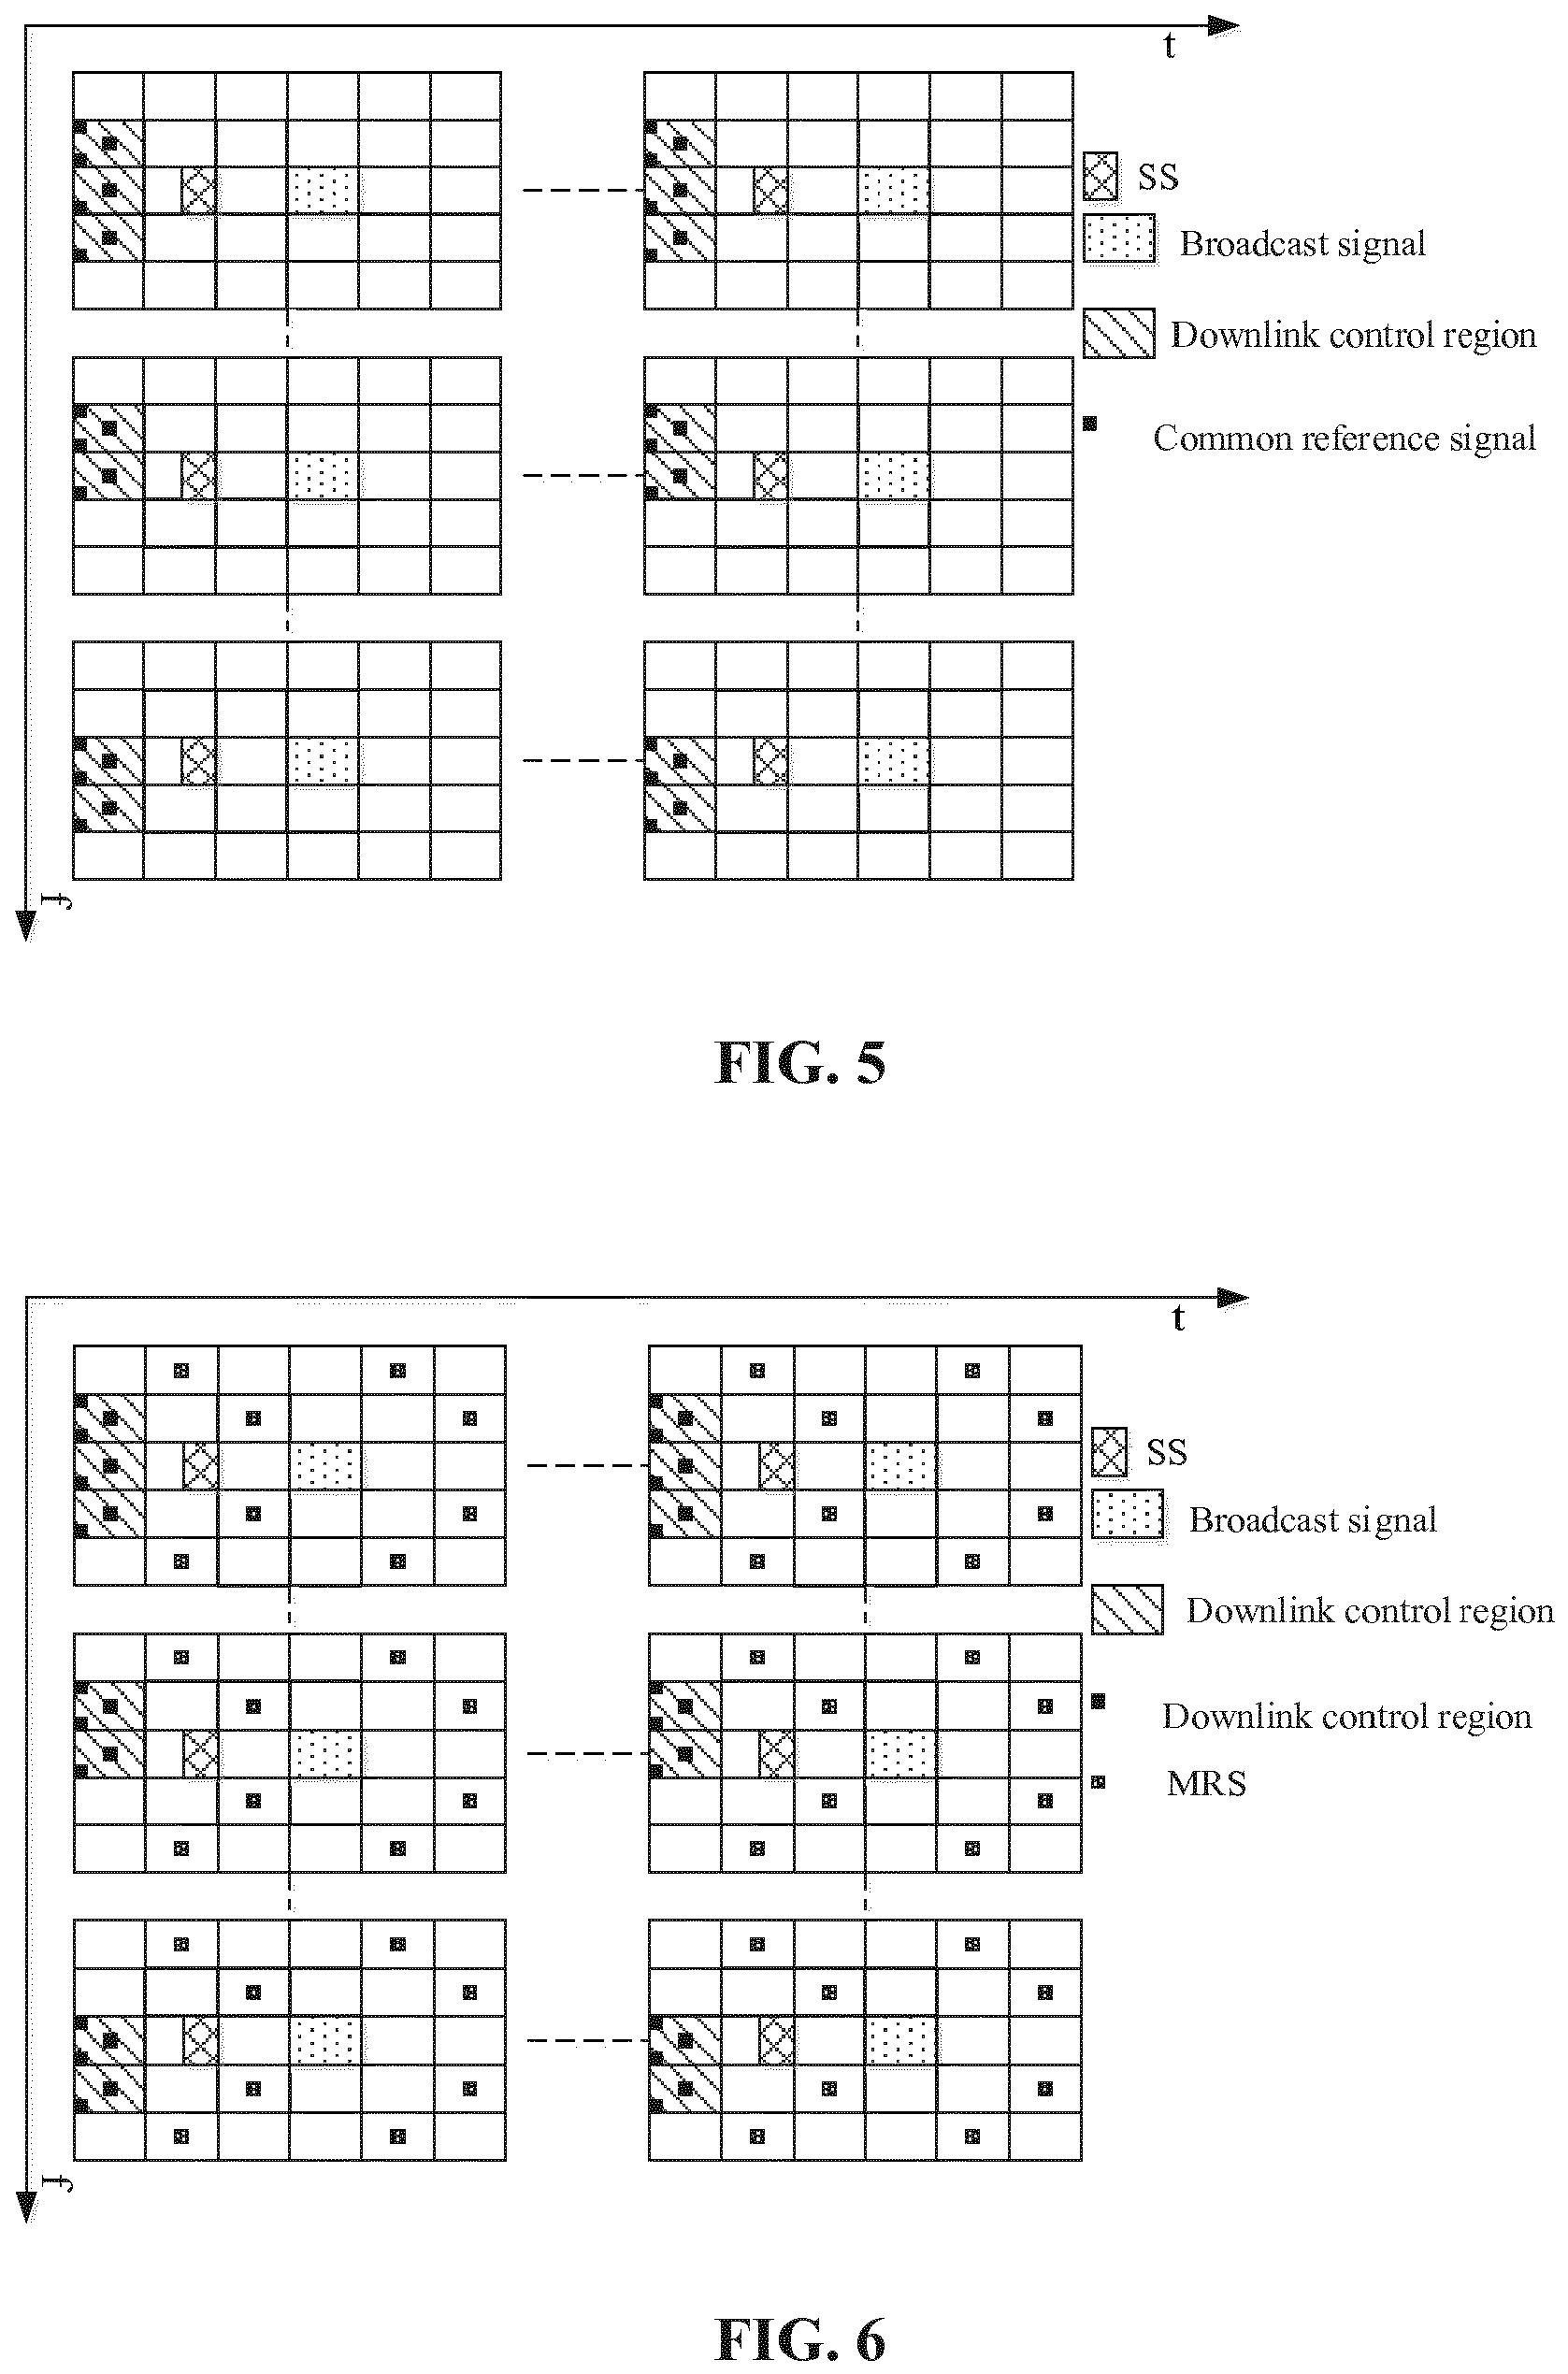 t
SS
Broadcast signal
Downlink control region
Common reference signal
f
FIG. 5
t
SS
Broadcast signal
Downlink control region
Downlink control region
MRS
f
FIG. 6